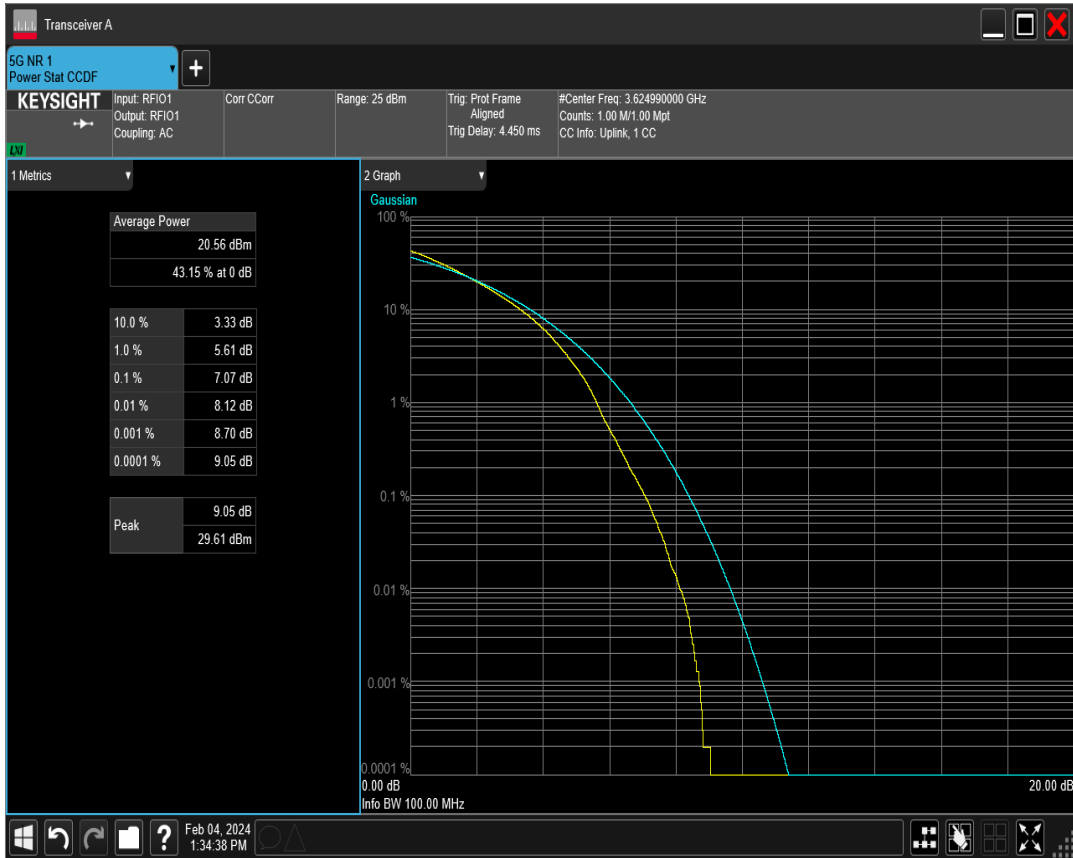 Transceiver A
5G NR 1
Power Stat CCDF
KEYSIGHT
LXI
Input: RFIO1
Output: RFIO1
Coupling: AC
Corr CCorr
Range: 25 dBm
Trig: Prot Frame
Aligned
Trig Delay: 4.450 ms
#Center Freq: 3.624990000 GHz
Counts: 1.00 M/1.00 Mpt
CC Info: Uplink, 1 CC
1 Metrics
Average Power
20.56 dBm
43.15 % at 0 dB
10.0 % 3.33 dB
1.0 % 5.61 dB
0.1 % 7.07 dB
0.01 % 8.12 dB
0.001 % 8.70 dB
0.0001 % 9.05 dB
Peak 9.05 dB
29.61 dBm
2 Graph
Gaussian
100 %
10 %
1 %
0.1 %
0.01 %
0.001 %
0.0001 %
0.00 dB 20.00 dB
Info BW 100.00 MHz
?
Feb 04, 2024
1:34:38 PM